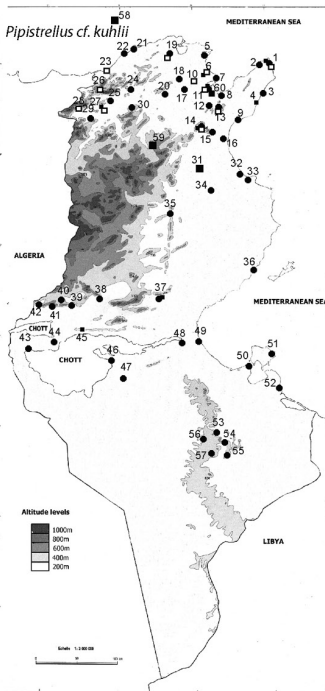 58
MEDITERRANEAN SEA
Pipistrellus cf. kuhlii
22 21 19 5
23 2 1
18 6 7
26 24 10 3
25 20 17 11 60 8 4
28 27 30 12
29 13 9
14
15 16
59
31
32 33
34
35
ALGERIA
36
40 38 37
42 41 39
MEDITERRANEAN SEA
CHOTT
43 44 45 48 49
CHOTT 46
47 50 51
52
53
56 54
57 55
Altitude levels
1000m
800m
600m
400m
200m
LIBYA